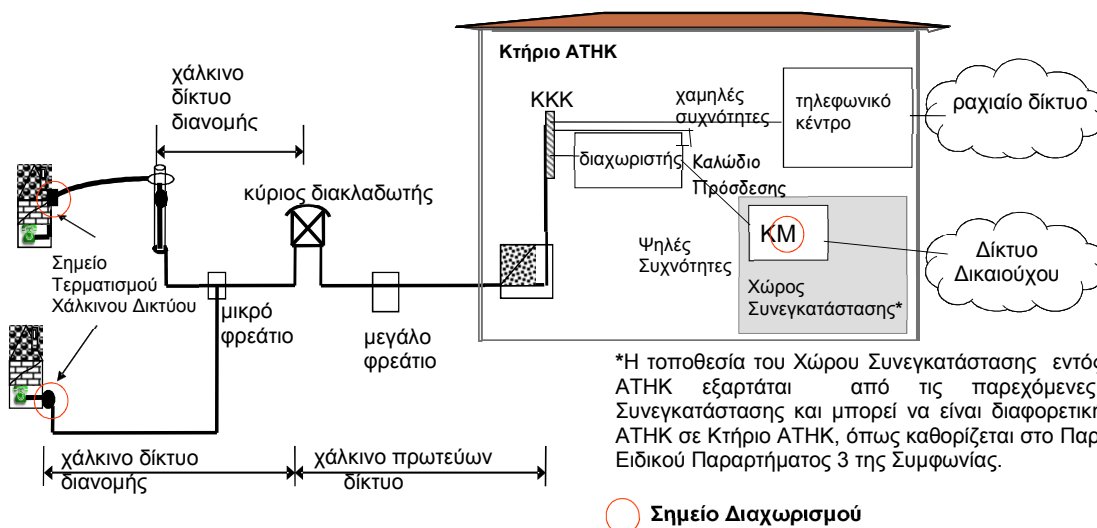 Κτήριο ΑΤΗΚ
χάλκινο
δίκτυο
διανομής
ΚΚΚ
χαμηλές
συχνότητες
τηλεφωνικό
κέντρο
ραχιαίο δίκτυο
διαχωριστής
Καλώδιο
Πρόσδεσης
κύριος διακλαδωτής
ΚΜ
Ψηλές
Συχνότητες
Δίκτυο
Δικαιούχου
Σημείο
Τερματισμού
Χάλκινου Δικτύου
Χώρος
Συνεγκατάστασης*
μικρό
φρεάτιο
μεγάλο
φρεάτιο
*Η τοποθεσία του Χώρου Συνεγκατάστασης εντός
ΑΤΗΚ εξαρτάται από τις παρεχόμενες
Συνεγκατάστασης και μπορεί να είναι διαφορετική
ΑΤΗΚ σε Κτήριο ΑΤΗΚ, όπως καθορίζεται στο Παρ
Ειδικού Παραρτήματος 3 της Συμφωνίας.
χάλκινο δίκτυο
διανομής
χάλκινο πρωτεύων
δίκτυο
Σημείο Διαχωρισμού